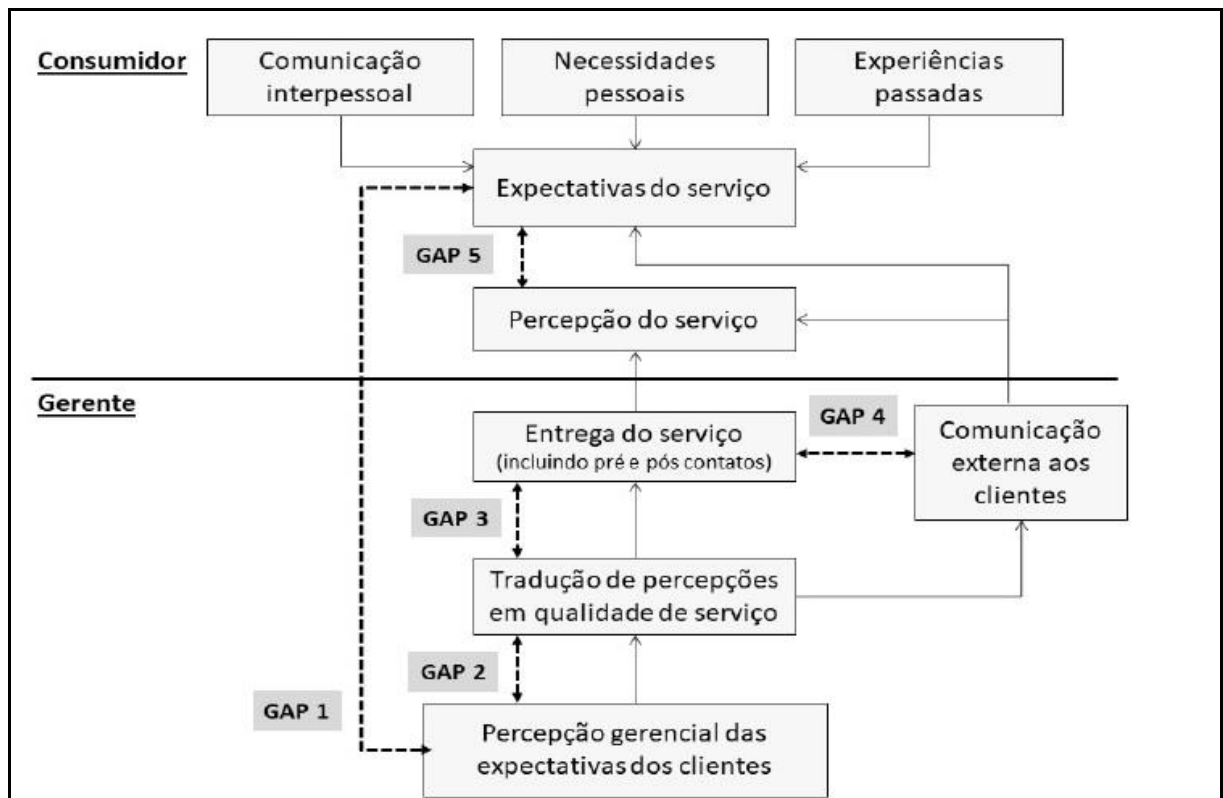 Consumidor
Comunicação
interpessoal
Necessidades
pessoais
Experiências
passadas
Expectativas do serviço
GAP 5
Percepção do serviço
Gerente
Entrega do serviço
(incluindo pré e pós contatos)
GAP 4
Comunicação
externa aos
clientes
GAP 3
Tradução de percepções
em qualidade de serviço
GAP 2
GAP 1
Percepção gerencial das
expectativas dos clientes